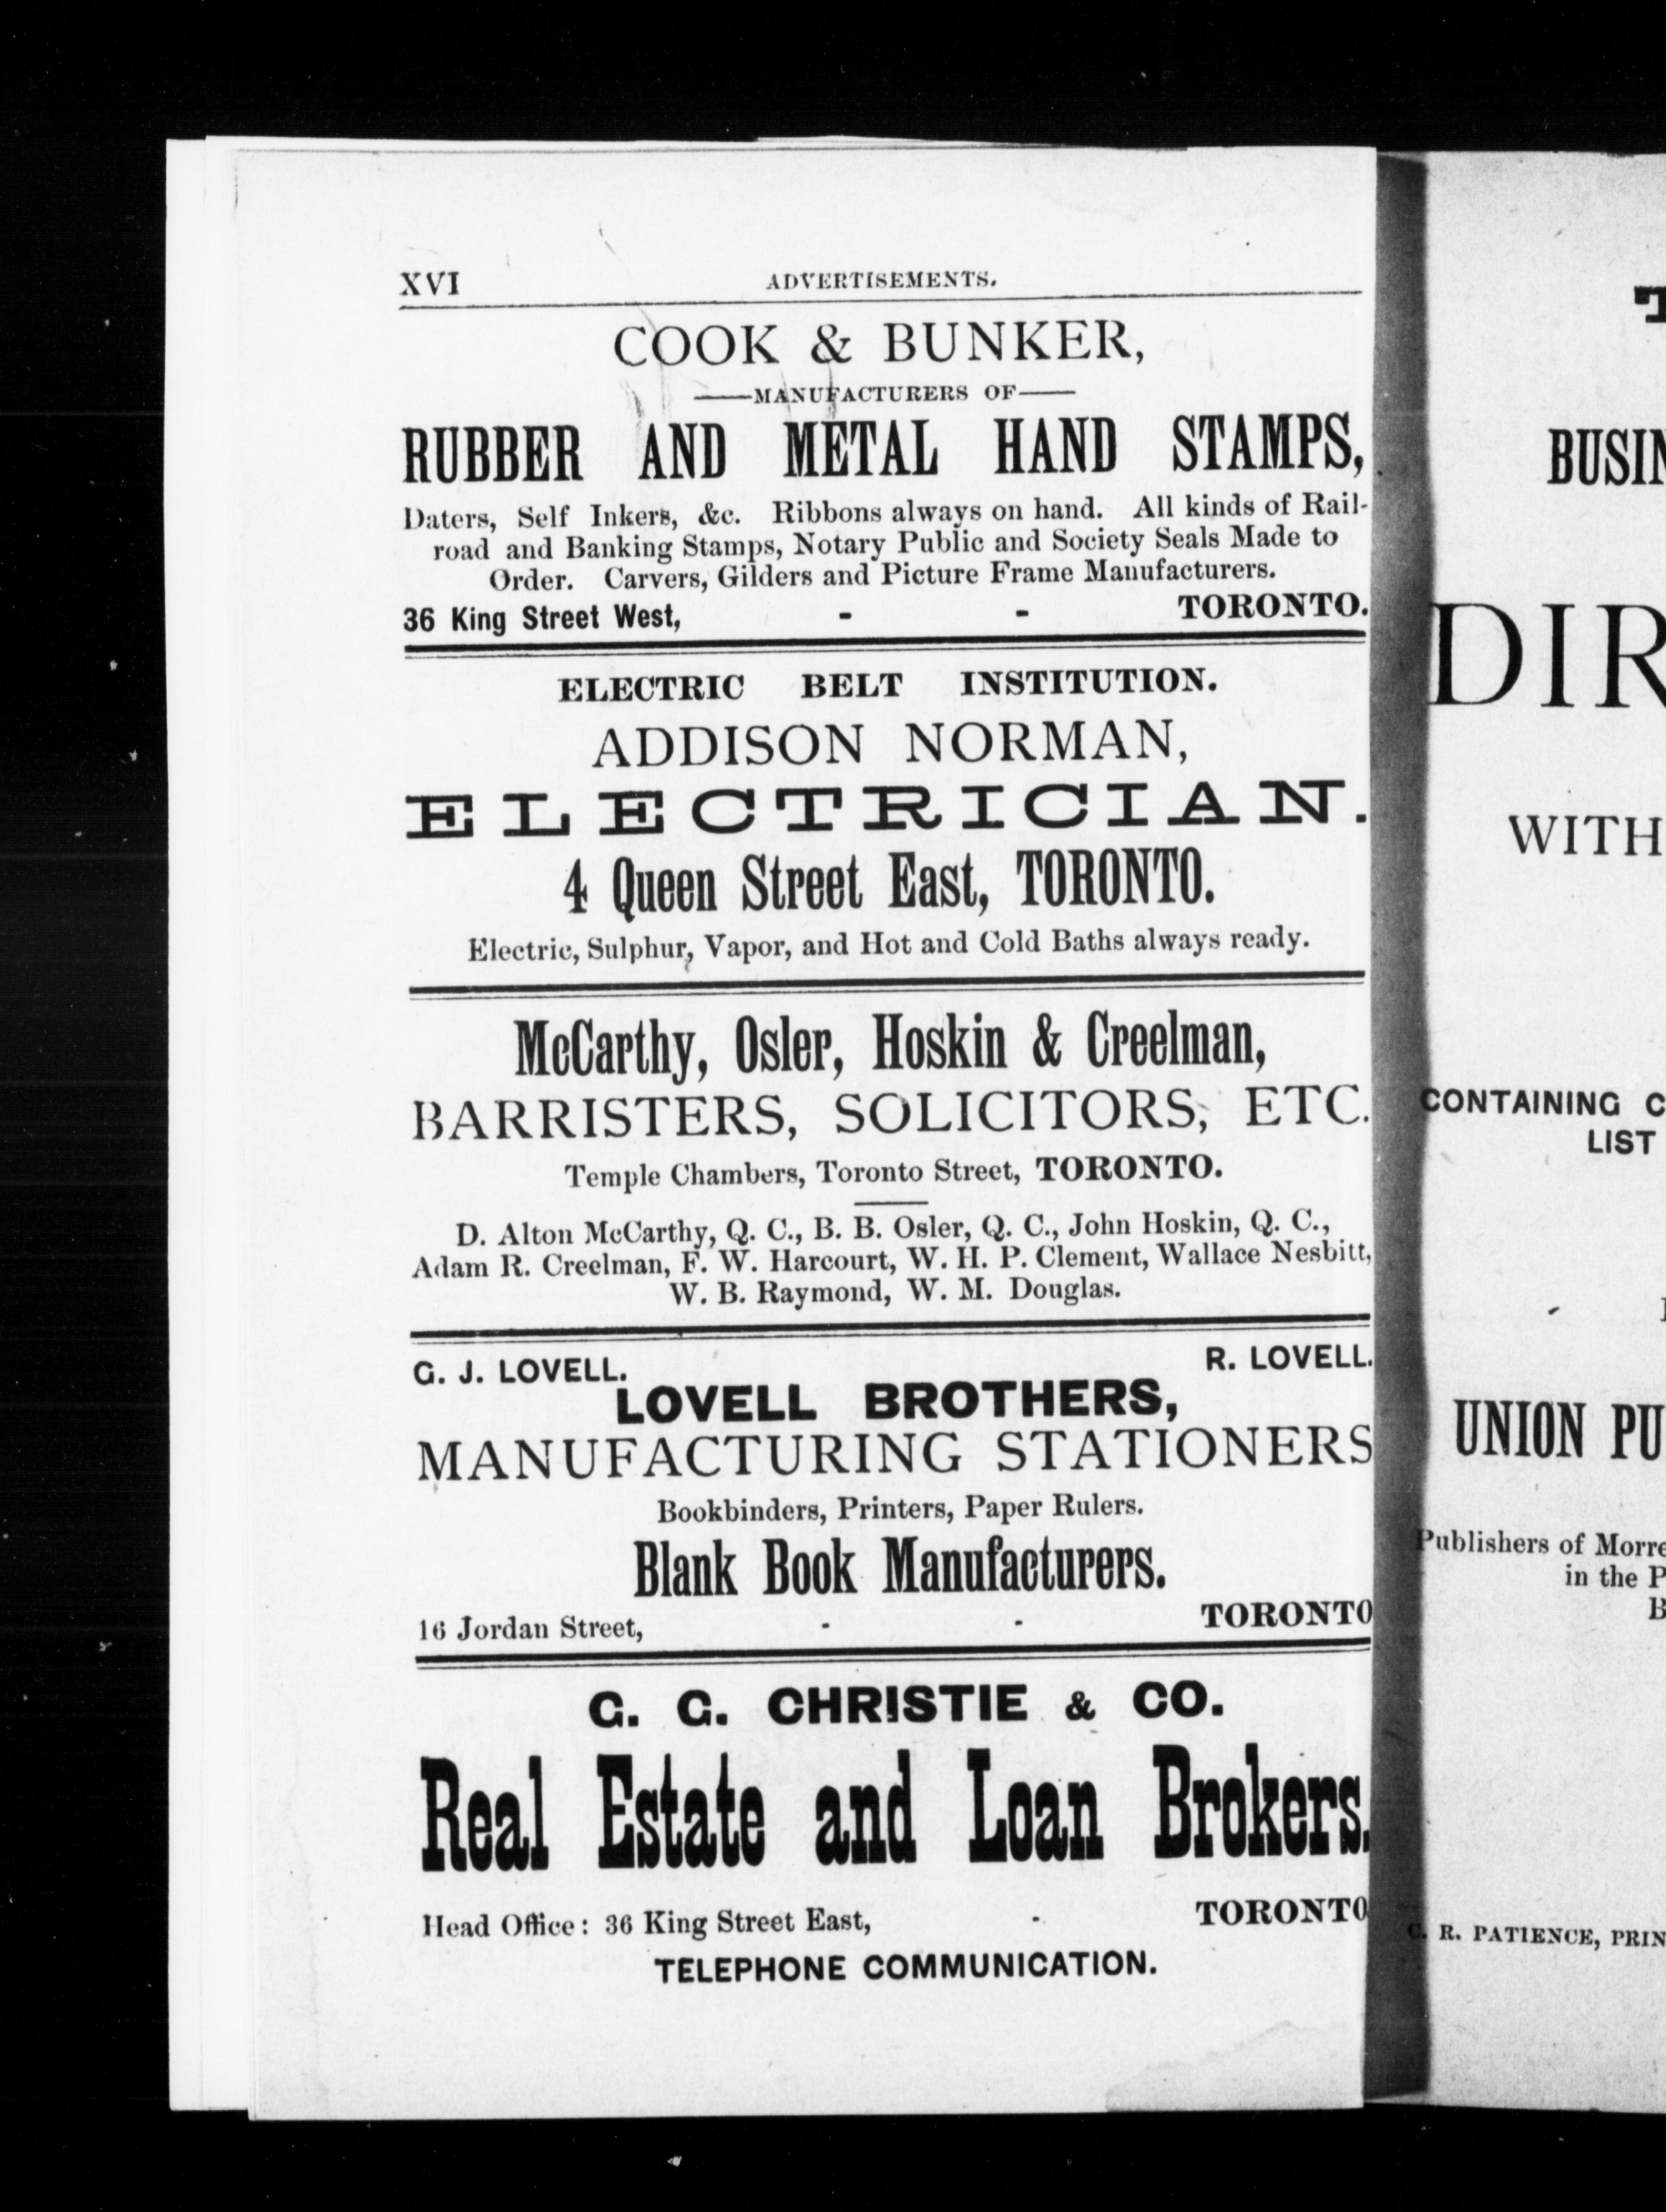 XVI ADVERTISEMENTS.
COOK & BUNKER,
——MANUFACTURERS OF——
RUBBER AND METAL HAND STAMPS,
Daters, Self Inkers, &c. Ribbons always on hand. All kinds of Rail-
road and Banking Stamps, Notary Public and Society Seals Made to
Order. Carvers, Gilders and Picture Frame Manufacturers.
36 King Street West, - - TORONTO.
ELECTRIC BELT INSTITUTION.
ADDISON NORMAN,
ELECTRICIAN.
4 Queen Street East, TORONTO.
Electric, Sulphur, Vapor, and Hot and Cold Baths always ready.
McCarthy, Osler, Hoskin & Creelman,
BARRISTERS, SOLICITORS, ETC.
Temple Chambers, Toronto Street, TORONTO.
D. Alton McCarthy, Q. C., B. B. Osler, Q. C., John Hoskin, Q. C.,
Adam R. Creelman, F. W. Harcourt, W. H. P. Clement, Wallace Nesbitt,
W. B. Raymond, W. M. Douglas.
G. J. LOVELL. R. LOVELL.
LOVELL BROTHERS,
MANUFACTURING STATIONERS
Bookbinders, Printers, Paper Rulers.
Blank Book Manufacturers.
16 Jordan Street, - - TORONTO
G. G. CHRISTIE & CO.
Real Estate and Loan Brokers.
Head Office: 36 King Street East, - TORONTO
TELEPHONE COMMUNICATION.
T
BUSIN
DIR
WITH
CONTAINING C
LIST
UNION PU
Publishers of Morre
in the P
B
C. R. PATIENCE, PRIN